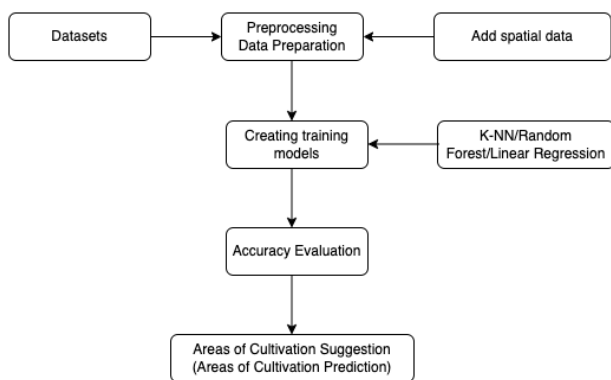 Datasets
Preprocessing
Data Preparation
Add spatial data
Creating training
models
K-NN/Random
Forest/Linear Regression
Accuracy Evaluation
Areas of Cultivation Suggestion
(Areas of Cultivation Prediction)